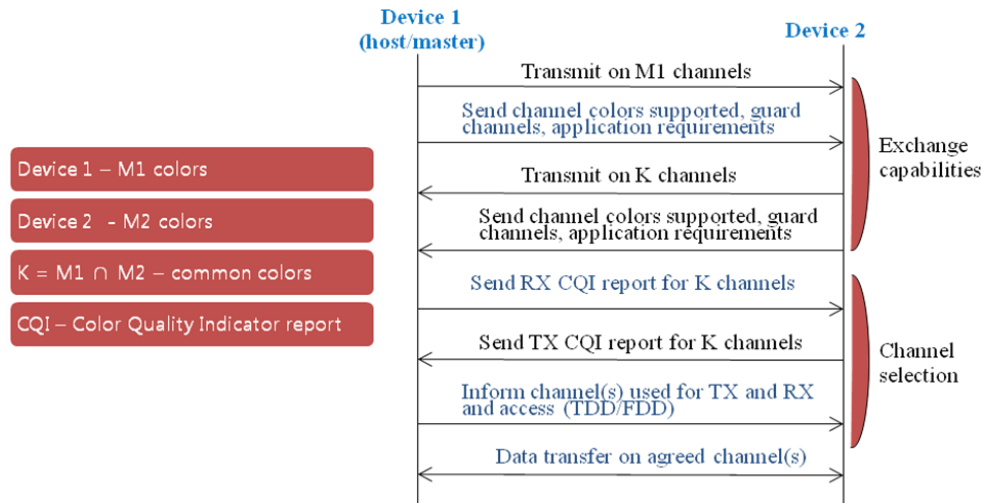 Device 1
(host/master)
Device 2
Transmit on M1 channels
Send channel colors supported, guard
channels, application requirements
Transmit on K channels
Send channel colors supported, guard
channels, application requirements
Exchange
capabilities
Device 1 – M1 colors
Device 2 - M2 colors
K = M1 ∩ M2 – common colors
CQI – Color Quality Indicator report
Send RX CQI report for K channels
Send TX CQI report for K channels
Inform channel(s) used for TX and RX
and access (TDD/FDD)
Channel
selection
Data transfer on agreed channel(s)